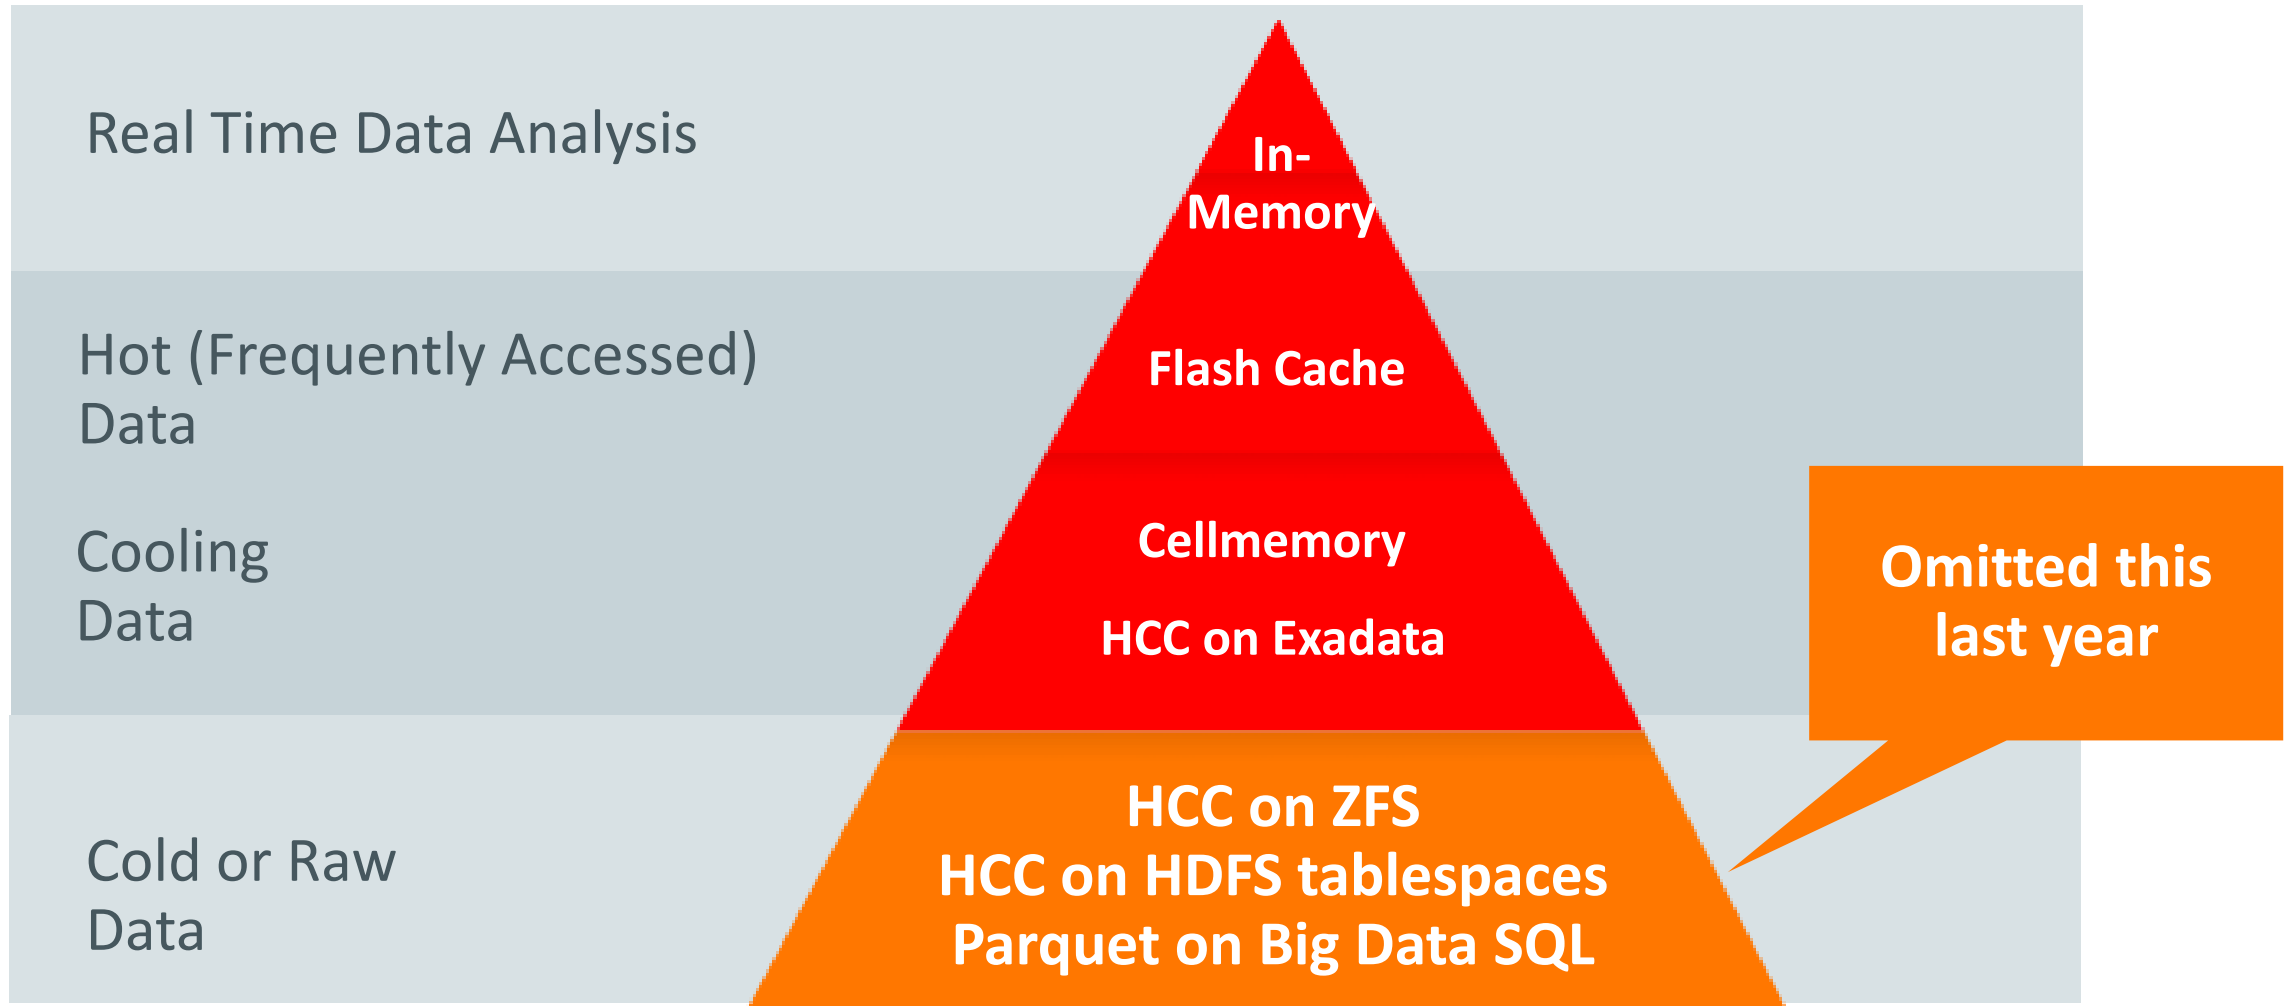 Real Time Data Analysis
In-
Memory
Hot (Frequently Accessed)
Data
Flash Cache
Cooling
Data
Cellmemory
HCC on Exadata
Omitted this
last year
Cold or Raw
Data
HCC on ZFS
HCC on HDFS tablespaces
Parquet on Big Data SQL